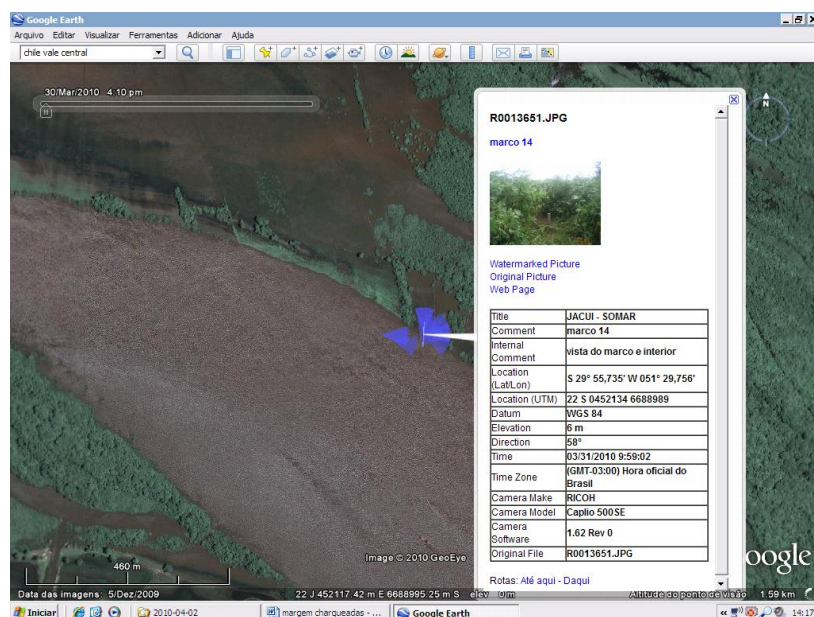 Google Earth
Arquivo Editar Visualizar Ferramentas Adicionar Ajuda
chile vale central
30/Mar/2010 4:10 pm
N
R0013651.JPG
marco 14
Watermarked Picture
Original Picture
Web Page
Title JACUI - SOMAR
Comment marco 14
Internal Comment vista do marco e interior
Location (Lat/Lon) S 29° 55,735' W 051° 29,756'
Location (UTM) 22 S 0452134 6688989
Datum WGS 84
Elevation 6 m
Direction 58°
Time 03/31/2010 9:59:02
Time Zone (GMT-03:00) Hora oficial do Brasil
Camera Make RICOH
Camera Model Caplio 500SE
Camera Software 1.62 Rev 0
Original File R0013651.JPG
Rotas: Até aqui - Daqui
Image © 2010 GeoEye
oogle
460 m
Data das imagens: 5/Dez/2009
22 J 452117.42 m E 6688995.25 m S elev 0 m
Altitude do ponto de visão 1.59 km
Iniciar
2010-04-02
margem charqueadas - ...
Google Earth
14:17